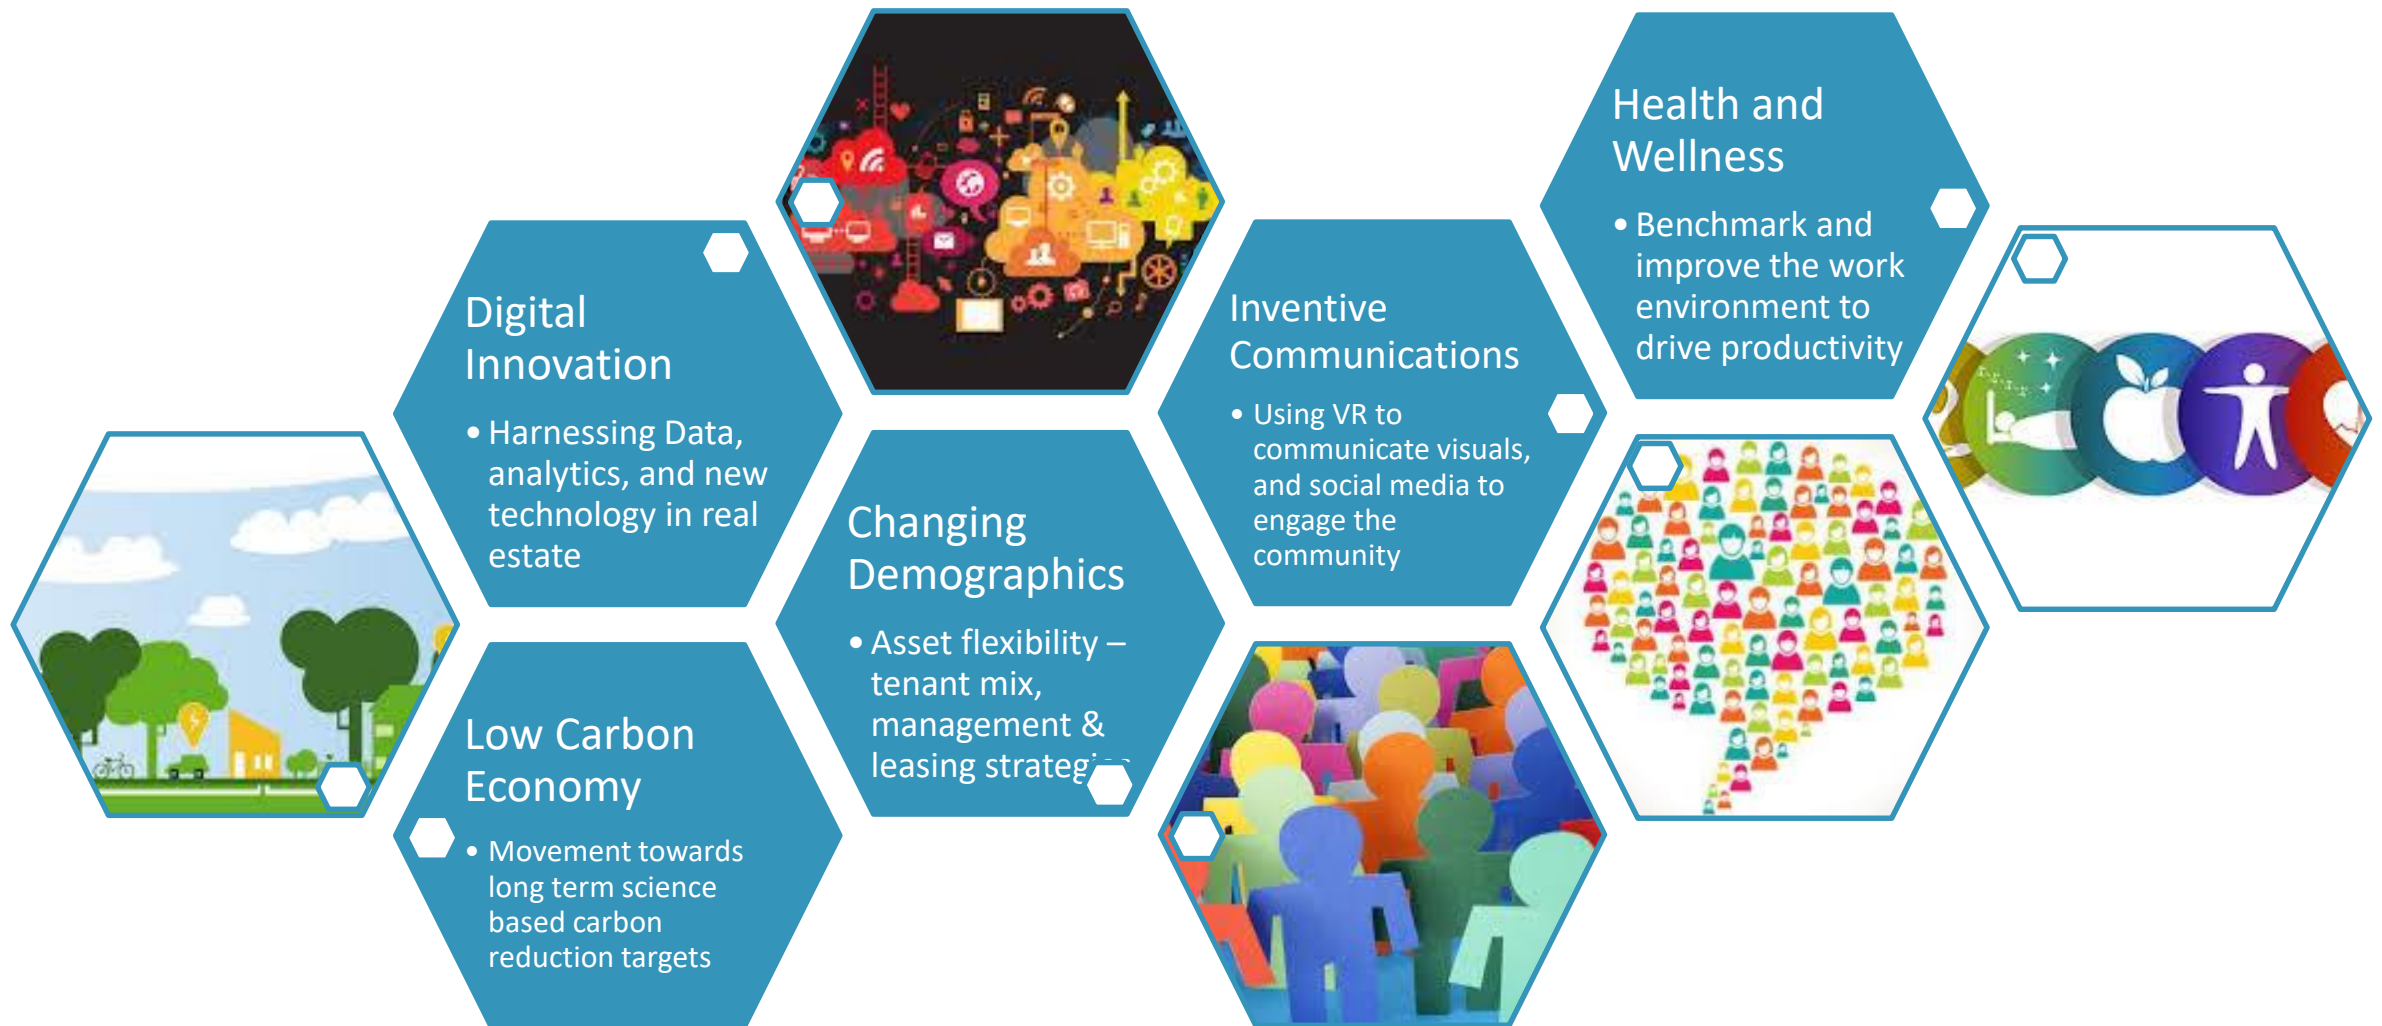 Digital
Innovation
• Harnessing Data,
analytics, and new
technology in real
estate
Low Carbon
Economy
• Movement towards
long term science
based carbon
reduction targets
Changing
Demographics
• Asset flexibility –
tenant mix,
management &
leasing strategies
Inventive
Communications
• Using VR to
communicate visuals,
and social media to
engage the
community
Health and
Wellness
• Benchmark and
improve the work
environment to
drive productivity